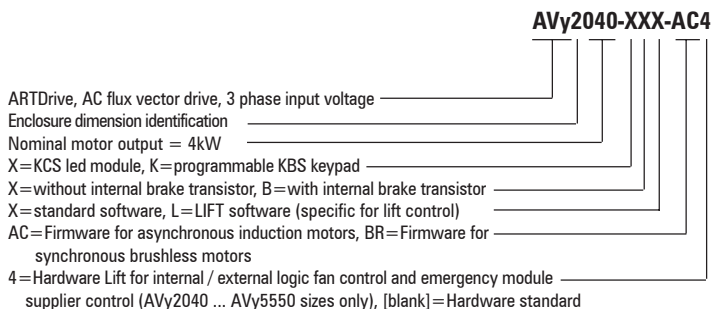 AVy2040-XXX-AC4
ARTDrive, AC flux vector drive, 3 phase input voltage
Enclosure dimension identification
Nominal motor output = 4kW
X=KCS led module, K=programmable KBS keypad
X=without internal brake transistor, B=with internal brake transistor
X=standard software, L=LIFT software (specific for lift control)
AC=Firmware for asynchronous induction motors, BR=Firmware for
synchronous brushless motors
4=Hardware Lift for internal / external logic fan control and emergency module
supplier control (AVy2040 ... AVy5550 sizes only), [blank]=Hardware standard